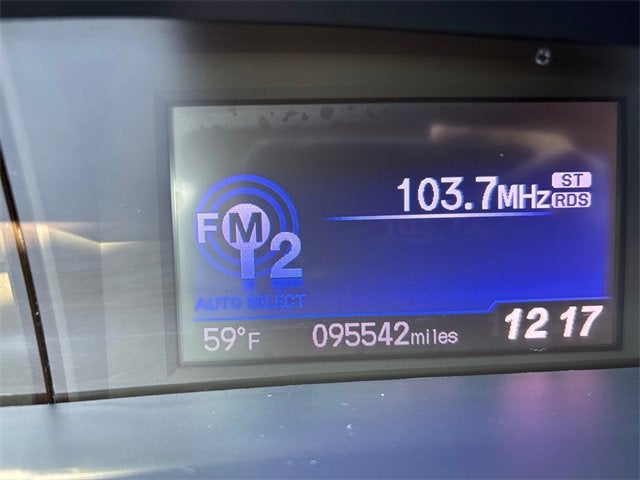 103.7MHz ST
RDS
FM
2
AUTO SELECT
59°F 095542miles 12 17